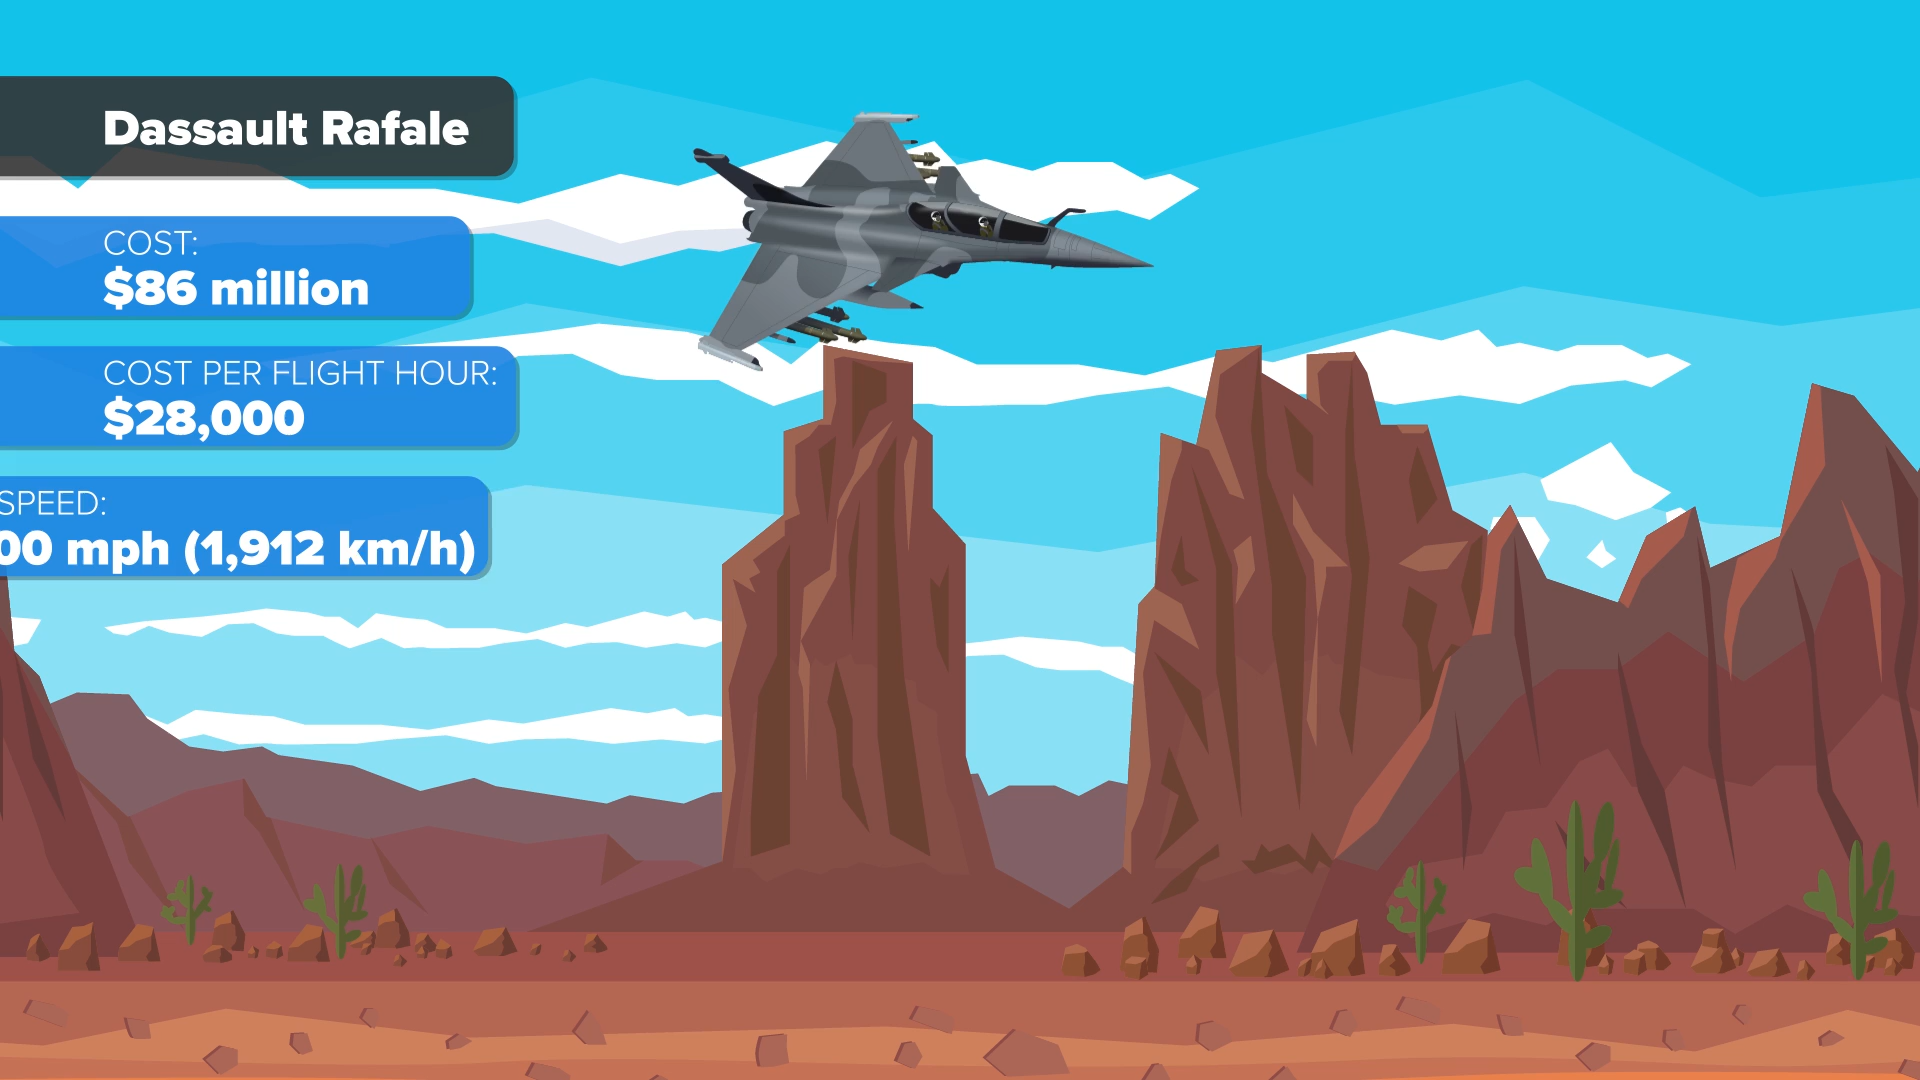 Dassault Rafale
COST:
$86 million
COST PER FLIGHT HOUR:
$28,000
SPEED:
00 mph (1,912 km/h)